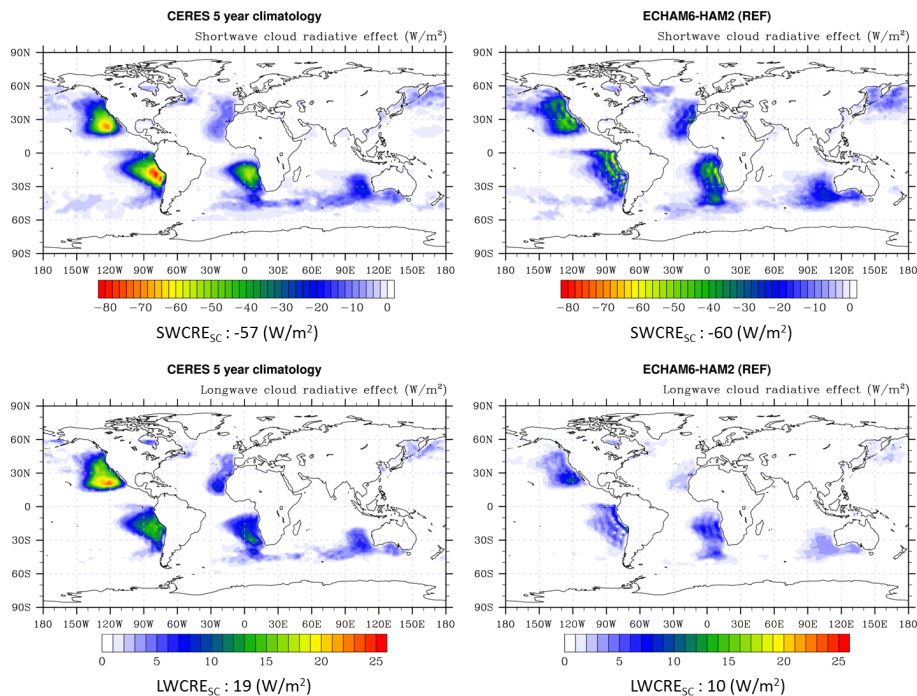 CERES 5 year climatology
Shortwave cloud radiative effect (W/m²)
90N
60N
30N
0
30S
60S
90S
180 150W 120W 90W 60W 30W 0 30E 60E 90E 120E 150E 180
−80 −70 −60 −50 −40 −30 −20 −10 0
SWCRE_SC : -57 (W/m²)
ECHAM6-HAM2 (REF)
Shortwave cloud radiative effect (W/m²)
90N
60N
30N
0
30S
60S
90S
180 150W 120W 90W 60W 30W 0 30E 60E 90E 120E 150E 180
−80 −70 −60 −50 −40 −30 −20 −10 0
SWCRE_SC : -60 (W/m²)
CERES 5 year climatology
Longwave cloud radiative effect (W/m²)
90N
60N
30N
0
30S
60S
90S
180 150W 120W 90W 60W 30W 0 30E 60E 90E 120E 150E 180
0 5 10 15 20 25
LWCRE_SC : 19 (W/m²)
ECHAM6-HAM2 (REF)
Longwave cloud radiative effect (W/m²)
90N
60N
30N
0
30S
60S
90S
180 150W 120W 90W 60W 30W 0 30E 60E 90E 120E 150E 180
0 5 10 15 20 25
LWCRE_SC : 10 (W/m²)